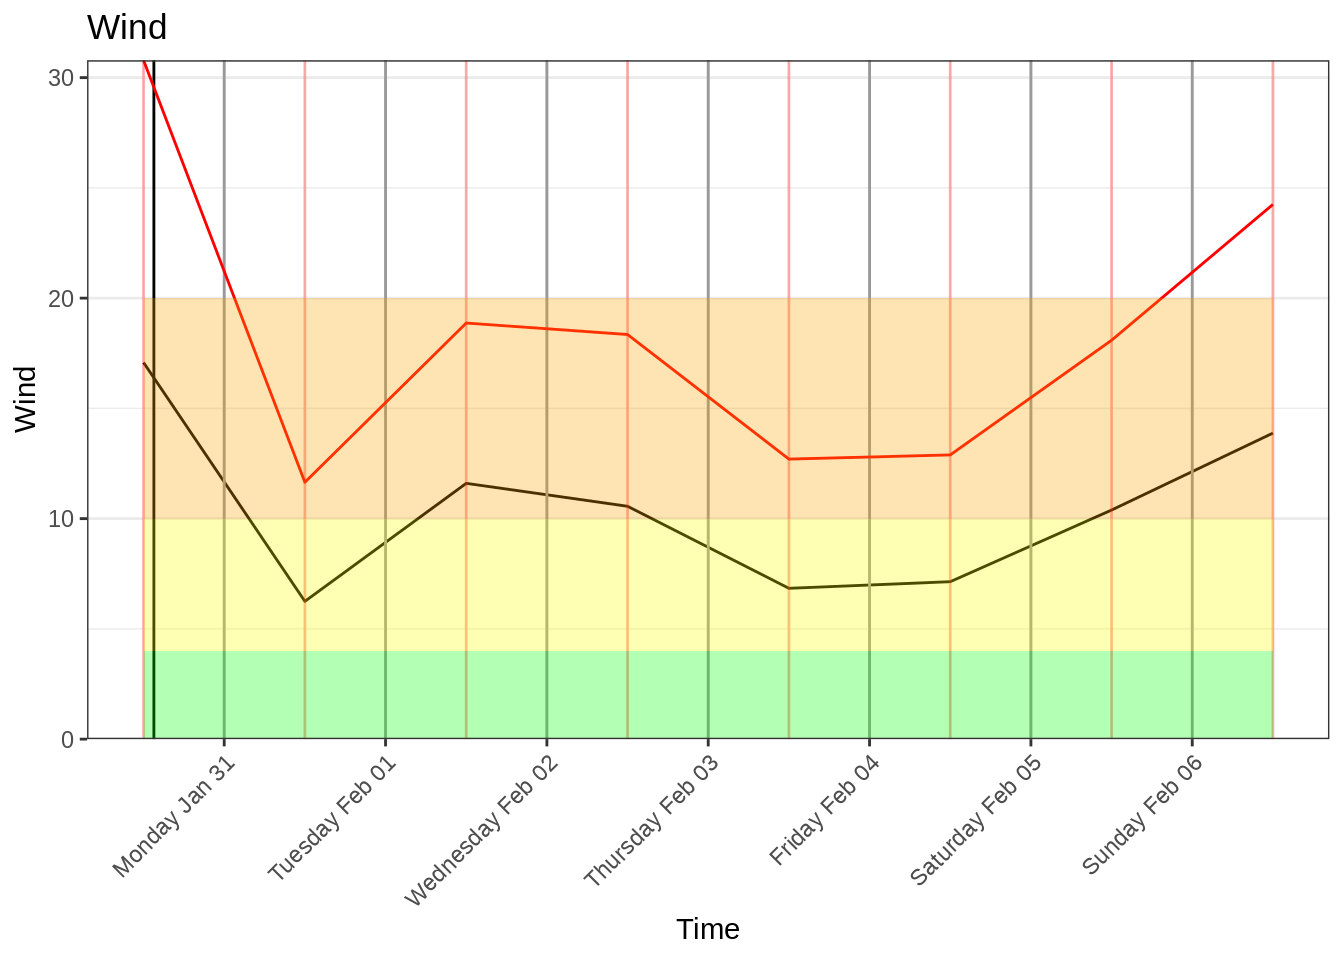 Wind
30
20
10
0
Wind
Monday Jan 31
Tuesday Feb 01
Wednesday Feb 02
Thursday Feb 03
Friday Feb 04
Saturday Feb 05
Sunday Feb 06
Time